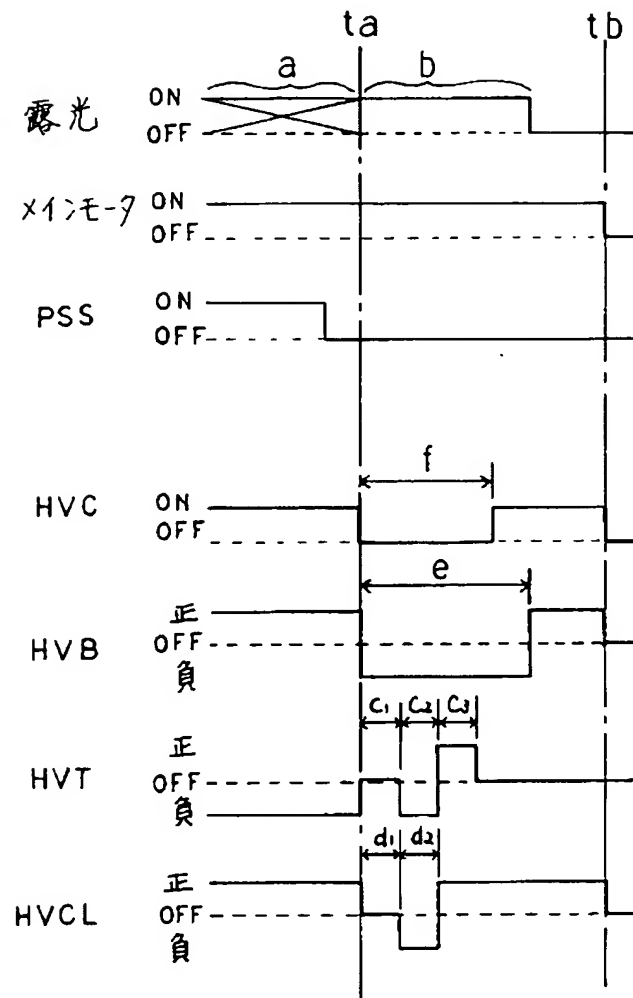 ta tb
a b
露光 ON
OFF
メインモータ ON
OFF
PSS ON
OFF
f
HVC ON
OFF
e
HVB 正
OFF
負
C1 C2 C3
HVT 正
OFF
負
d1 d2
HVCL 正
OFF
負